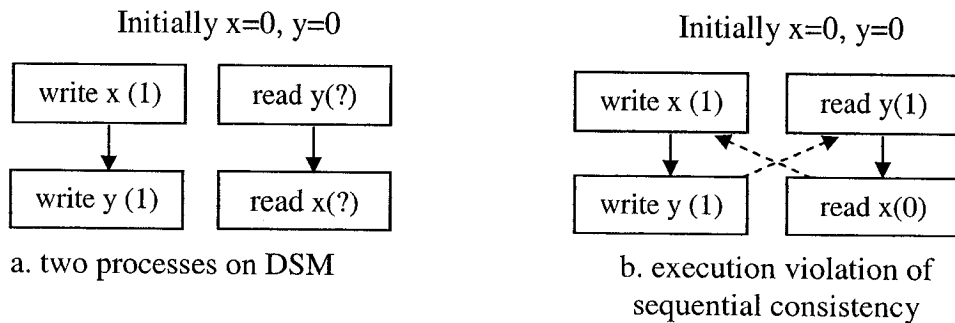 Initially x=0, y=0
write x (1)
read y(?)
write y (1)
read x(?)
a. two processes on DSM
Initially x=0, y=0
write x (1)
read y(1)
write y (1)
read x(0)
b. execution violation of
sequential consistency